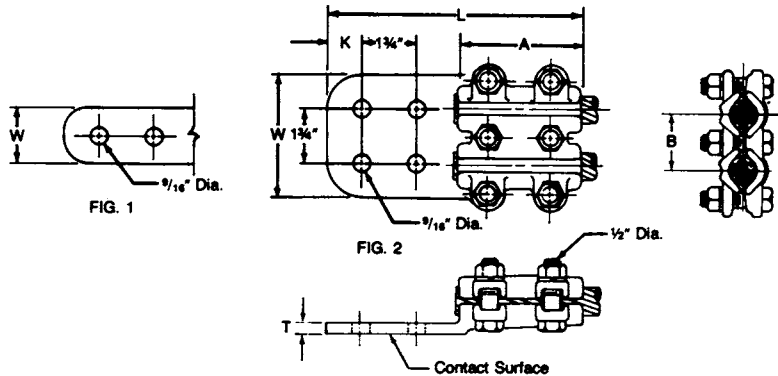 L
K
1¾"
A
W
W
1¾"
B
9/16" Dia.
FIG. 1
9/16" Dia.
FIG. 2
½" Dia.
T
Contact Surface